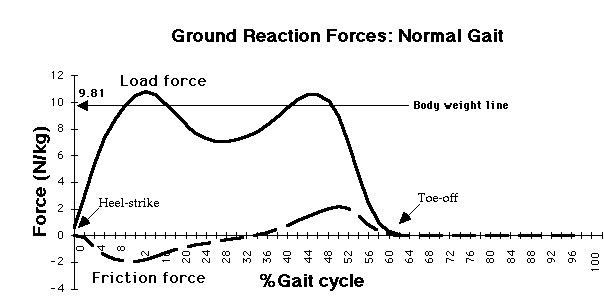 Ground Reaction Forces: Normal Gait
Force (N/kg)
12
10
8
6
4
2
0
-2
-4
9.81
Load force
Body weight line
Heel-strike
Toe-off
Friction force
0 4 8 12 16 20 24 28 32 36 40 44 48 52 56 60 64 68 72 76 80 84 88 92 96 100
%Gait cycle